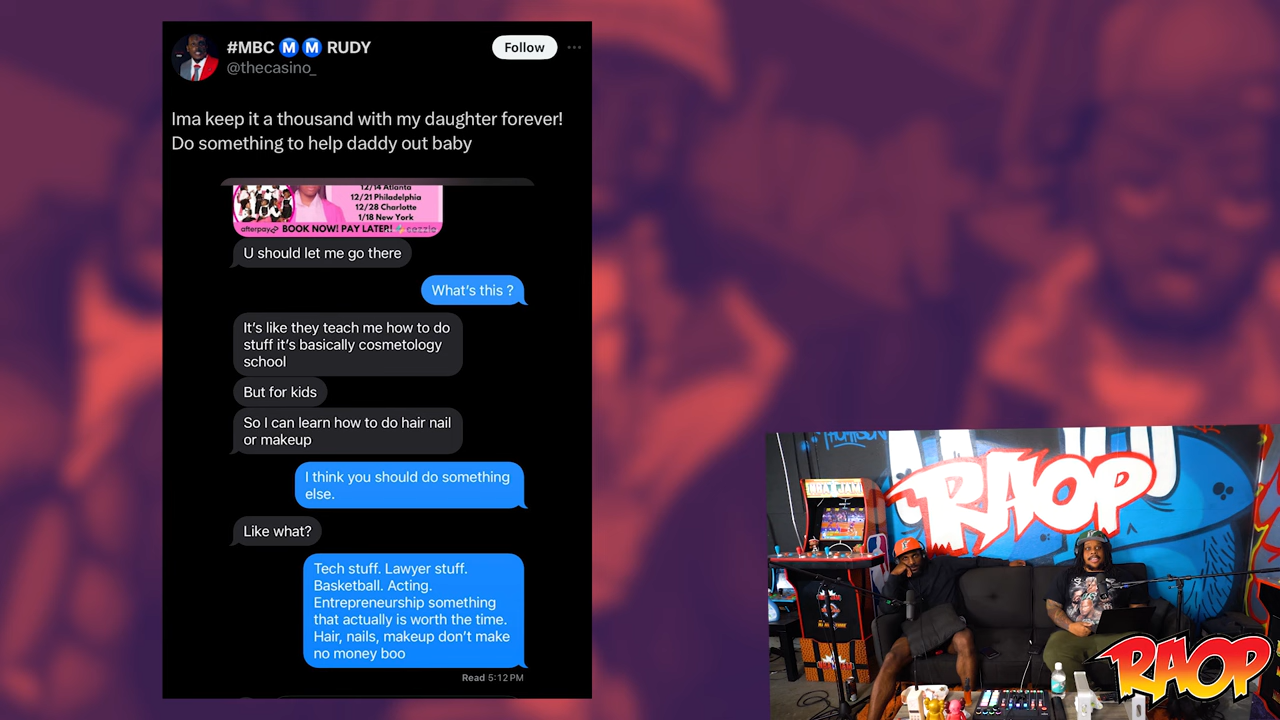 #MBC Ⓜ️Ⓜ️ RUDY
Follow
@thecasino_
Ima keep it a thousand with my daughter forever!
Do something to help daddy out baby
12/14 Atlanta
12/21 Philadelphia
12/28 Charlotte
1/18 New York
afterpay BOOK NOW! PAY LATER! sezzle
U should let me go there
What's this ?
It's like they teach me how to do
stuff it's basically cosmetology
school
But for kids
So I can learn how to do hair nail
or makeup
I think you should do something
else.
Like what?
Tech stuff. Lawyer stuff.
Basketball. Acting.
Entrepreneurship something
that actually is worth the time.
Hair, nails, makeup don't make
no money boo
Read 5:12 PM
RAOP
RAOP